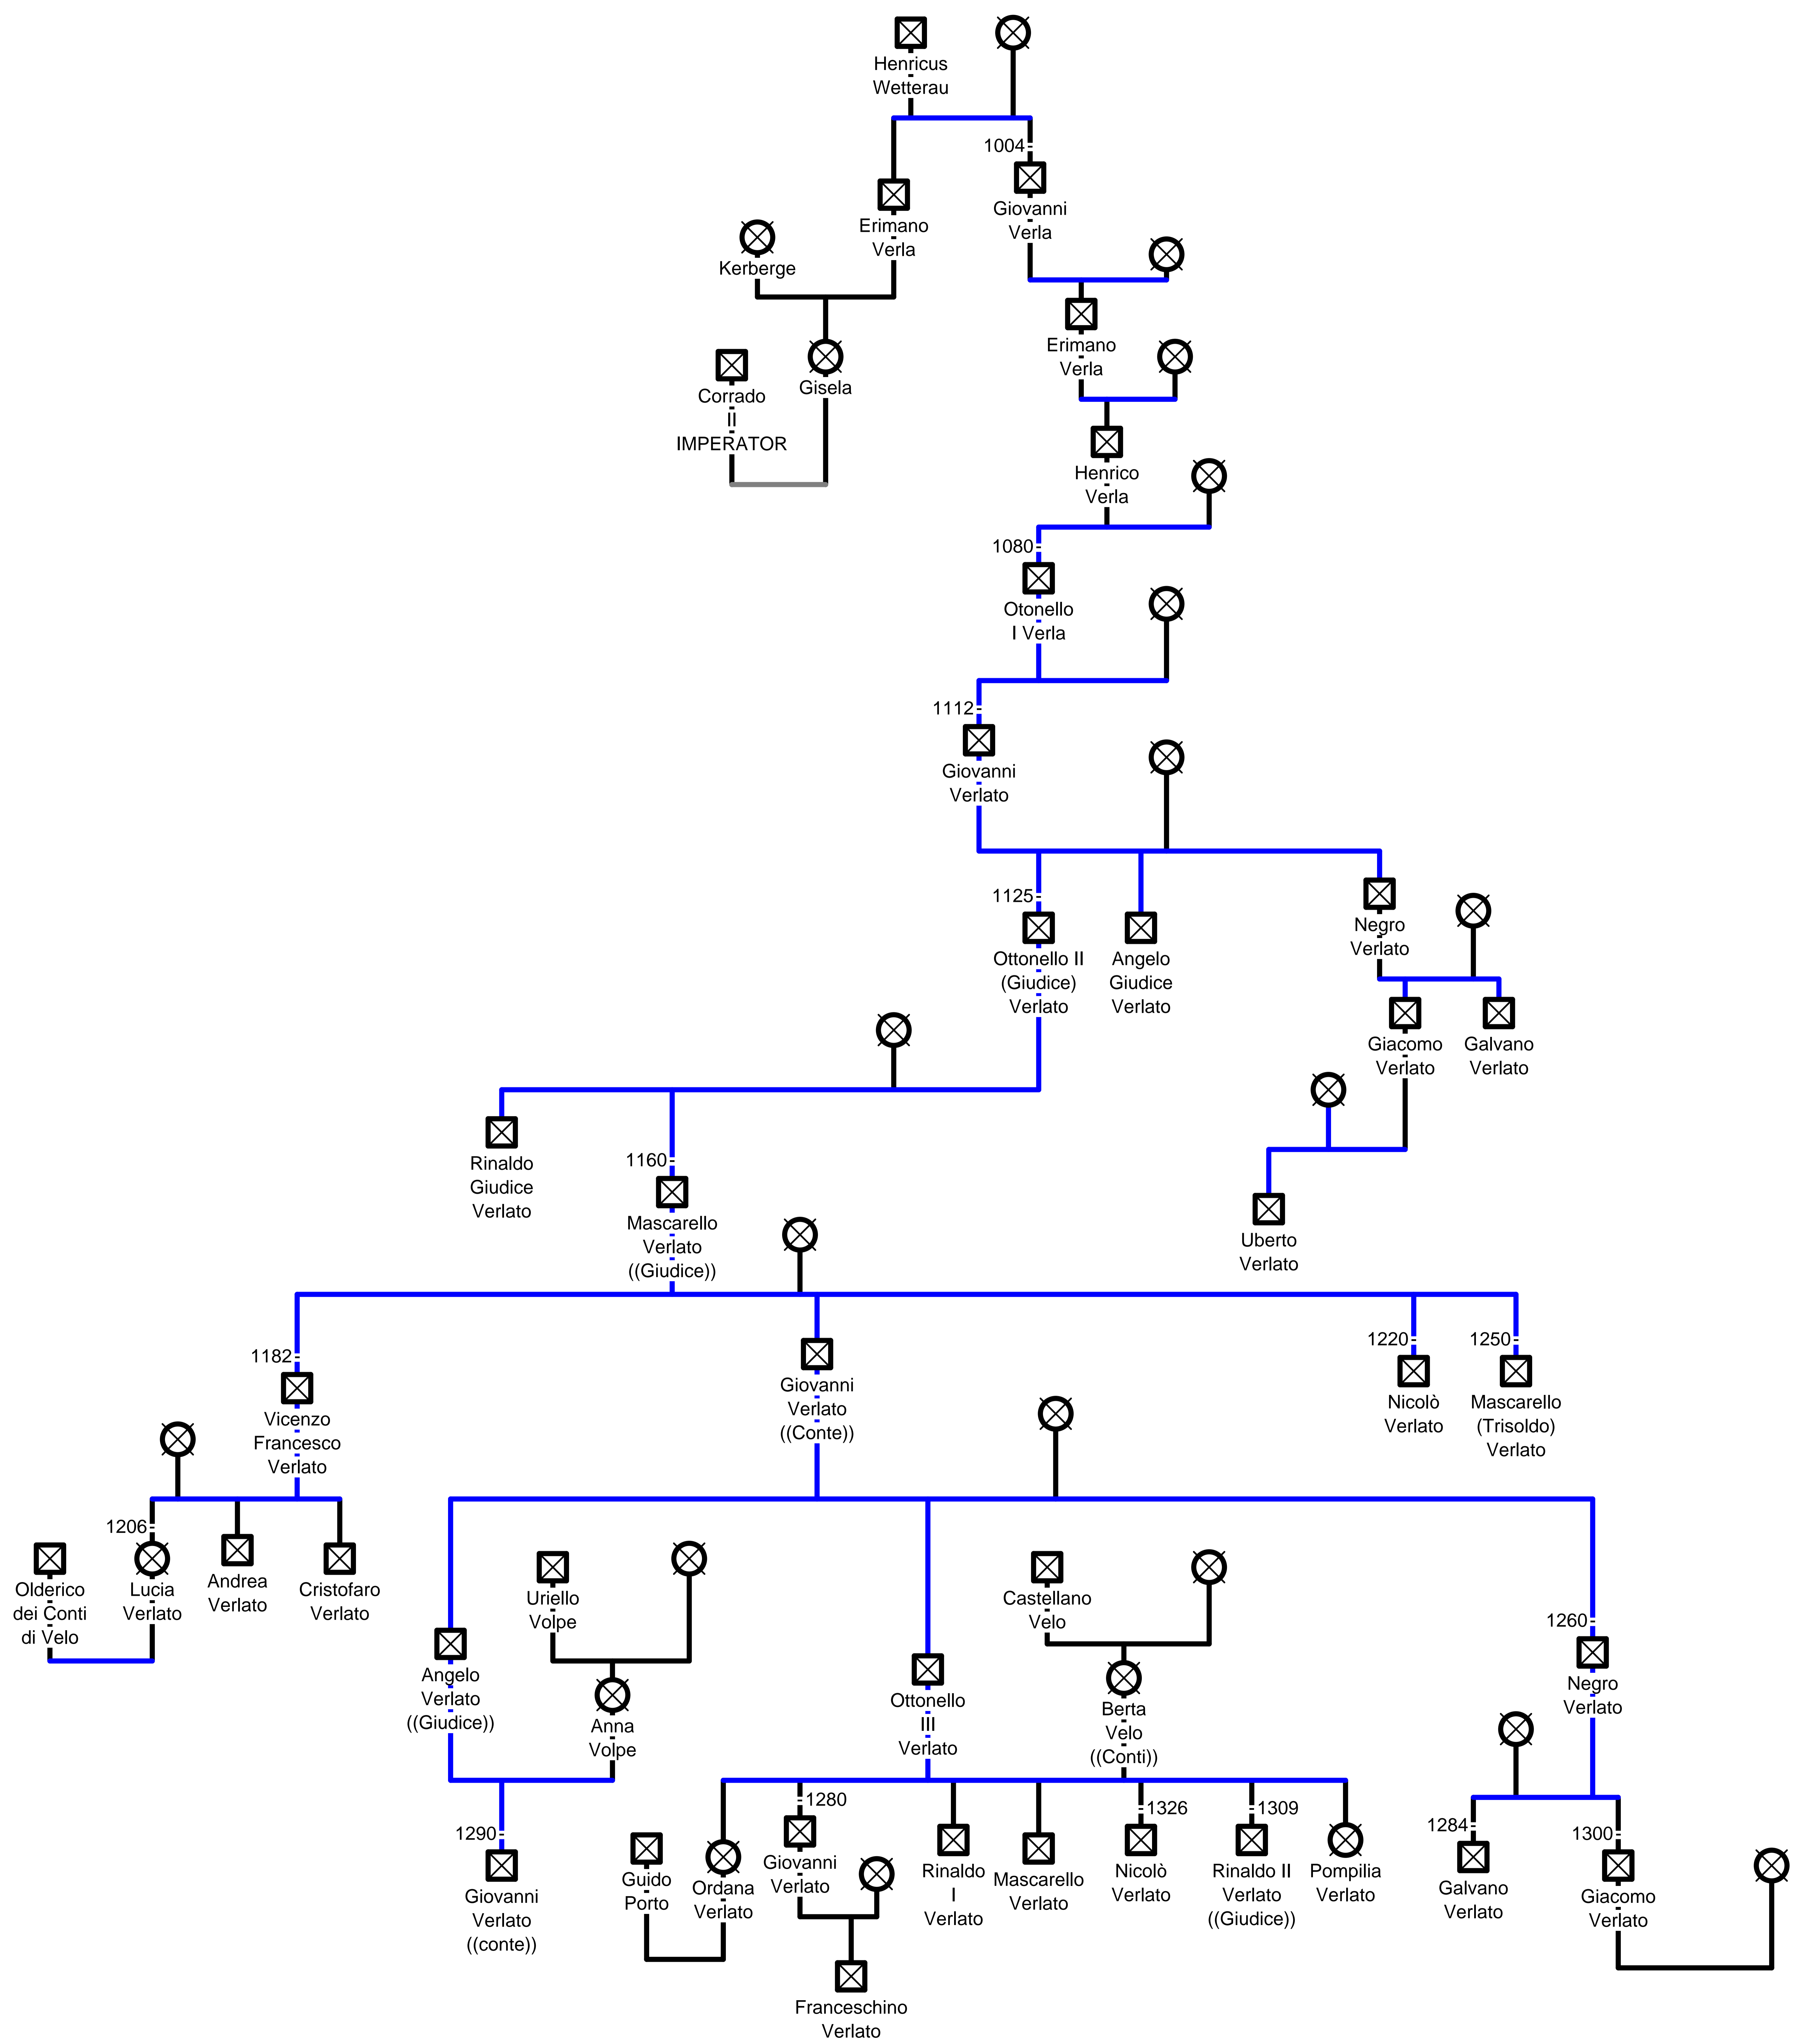 Henricus
Wetterau
1004
Giovanni
Verla
Erimano
Verla
Kerberge
Erimano
Verla
Corrado
II
IMPERATOR
Gisela
Henrico
Verla
1080
Otonello
I Verla
1112
Giovanni
Verlato
1125
Ottonello II
(Giudice)
Verlato
Angelo
Giudice
Verlato
Negro
Verlato
Giacomo
Verlato
Galvano
Verlato
Rinaldo
Giudice
Verlato
1160
Mascarello
Verlato
((Giudice))
Uberto
Verlato
1182
Vicenzo
Francesco
Verlato
Giovanni
Verlato
((Conte))
1220
Nicolò
Verlato
1250
Mascarello
(Trisoldo)
Verlato
Olderico
dei Conti
di Velo
1206
Lucia
Verlato
Andrea
Verlato
Cristofaro
Verlato
Uriello
Volpe
Castellano
Velo
Angelo
Verlato
((Giudice))
Anna
Volpe
Ottonello
III
Verlato
Berta
Velo
((Conti))
1260
Negro
Verlato
1290
Giovanni
Verlato
((conte))
Guido
Porto
Ordana
Verlato
1280
Giovanni
Verlato
Rinaldo
I
Verlato
Mascarello
Verlato
1326
Nicolò
Verlato
1309
Rinaldo II
Verlato
((Giudice))
Pompilia
Verlato
1284
Galvano
Verlato
1300
Giacomo
Verlato
Franceschino
Verlato